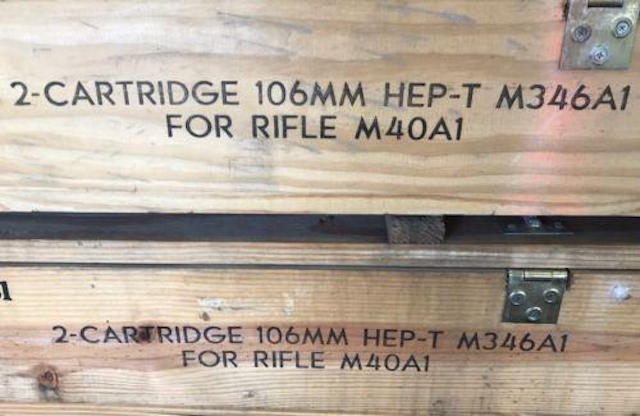 2-CARTRIDGE 106MM HEP-T M346A1
FOR RIFLE M40A1
2-CARTRIDGE 106MM HEP-T M346A1
FOR RIFLE M40A1